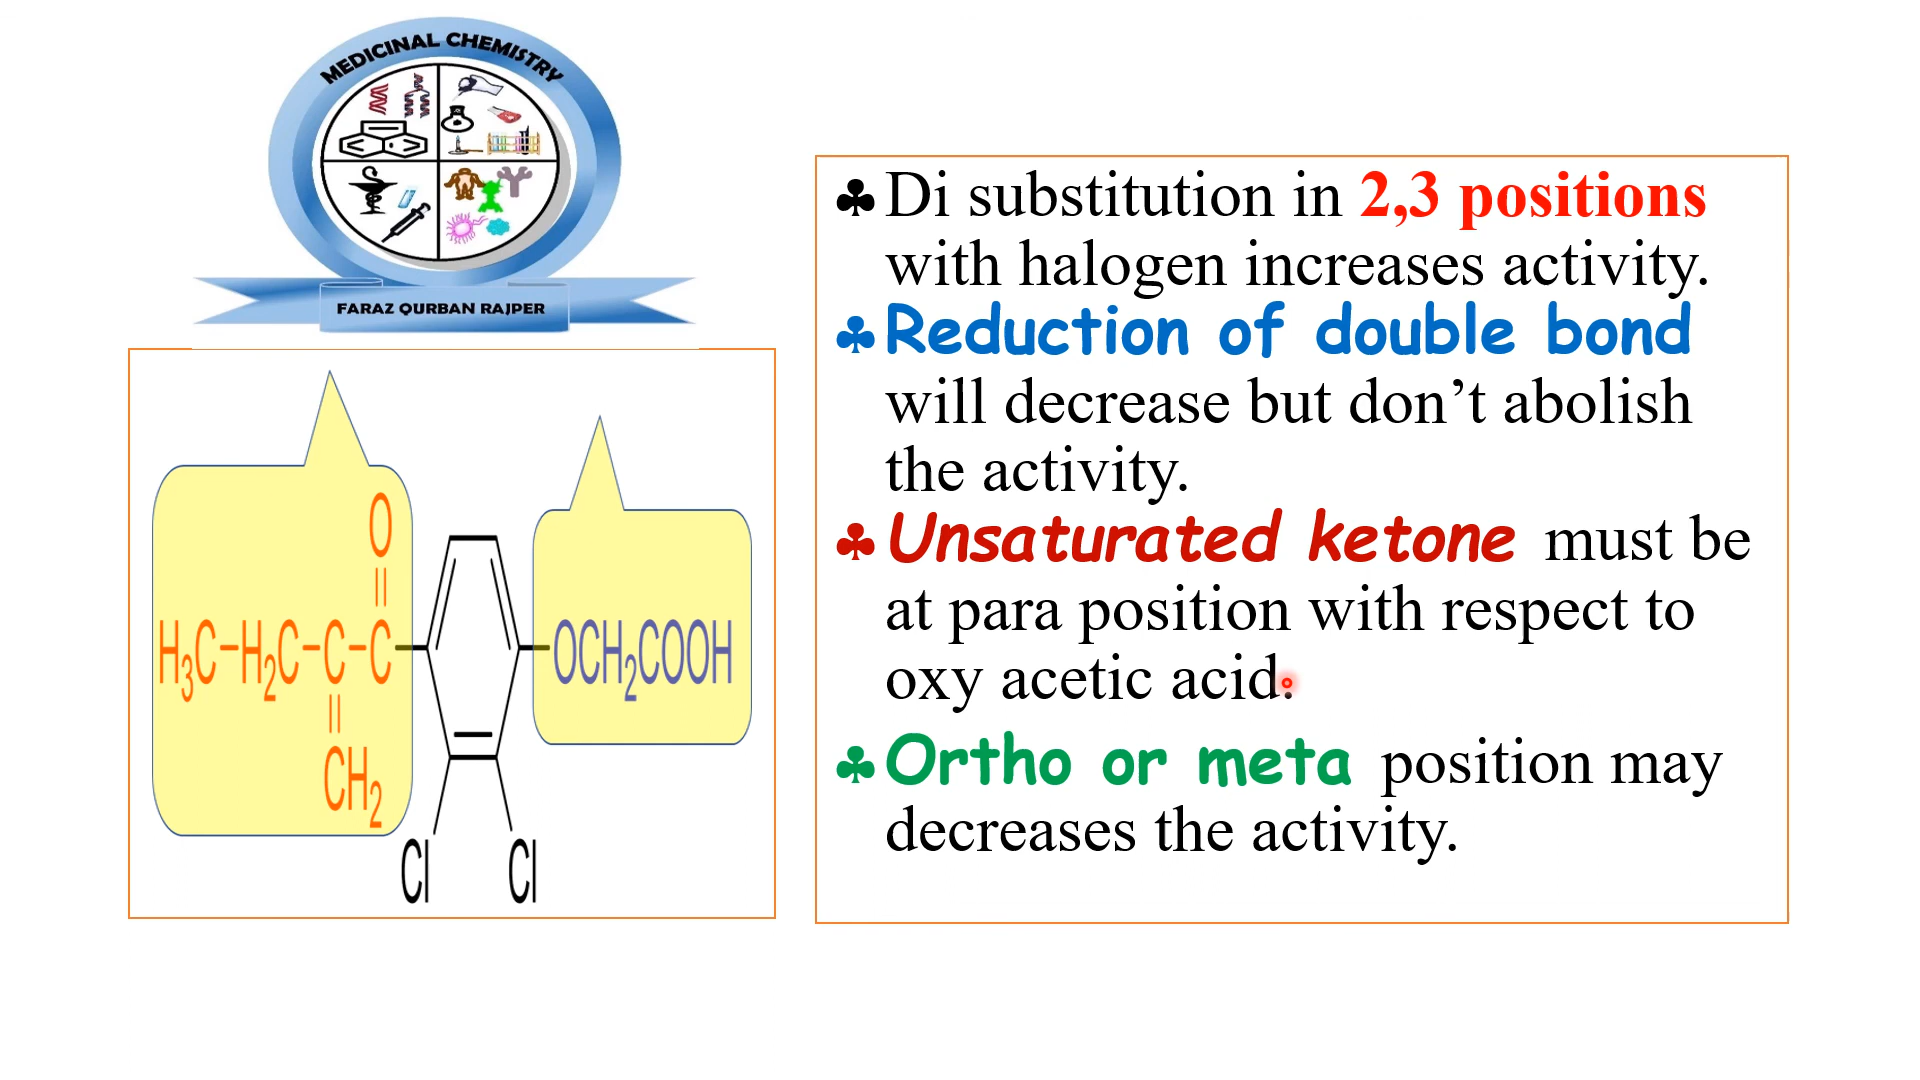 MEDICINAL CHEMISTRY
FARAZ QURBAN RAJPER
O
H₃C–H₂C–C–C
OCH₂COOH
CH₂
Cl Cl
♣Di substitution in 2,3 positions
with halogen increases activity.
♣Reduction of double bond
will decrease but don’t abolish
the activity.
♣Unsaturated ketone must be
at para position with respect to
oxy acetic acid.
♣Ortho or meta position may
decreases the activity.